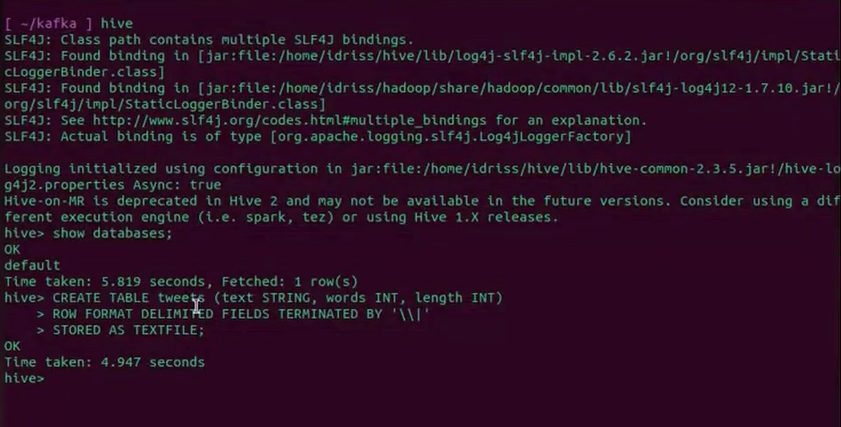 [ ~/kafka ] hive
SLF4J: Class path contains multiple SLF4J bindings.
SLF4J: Found binding in [jar:file:/home/idriss/hive/lib/log4j-slf4j-impl-2.6.2.jar!/org/slf4j/impl/Stati
cLoggerBinder.class]
SLF4J: Found binding in [jar:file:/home/idriss/hadoop/share/hadoop/common/lib/slf4j-log4j12-1.7.10.jar!/
org/slf4j/impl/StaticLoggerBinder.class]
SLF4J: See http://www.slf4j.org/codes.html#multiple_bindings for an explanation.
SLF4J: Actual binding is of type [org.apache.logging.slf4j.Log4jLoggerFactory]
Logging initialized using configuration in jar:file:/home/idriss/hive/lib/hive-common-2.3.5.jar!/hive-lo
g4j2.properties Async: true
Hive-on-MR is deprecated in Hive 2 and may not be available in the future versions. Consider using a dif
ferent execution engine (i.e. spark, tez) or using Hive 1.X releases.
hive> show databases;
OK
default
Time taken: 5.819 seconds, Fetched: 1 row(s)
hive> CREATE TABLE tweets (text STRING, words INT, length INT)
    > ROW FORMAT DELIMITED FIELDS TERMINATED BY '\\|'
    > STORED AS TEXTFILE;
OK
Time taken: 4.947 seconds
hive>